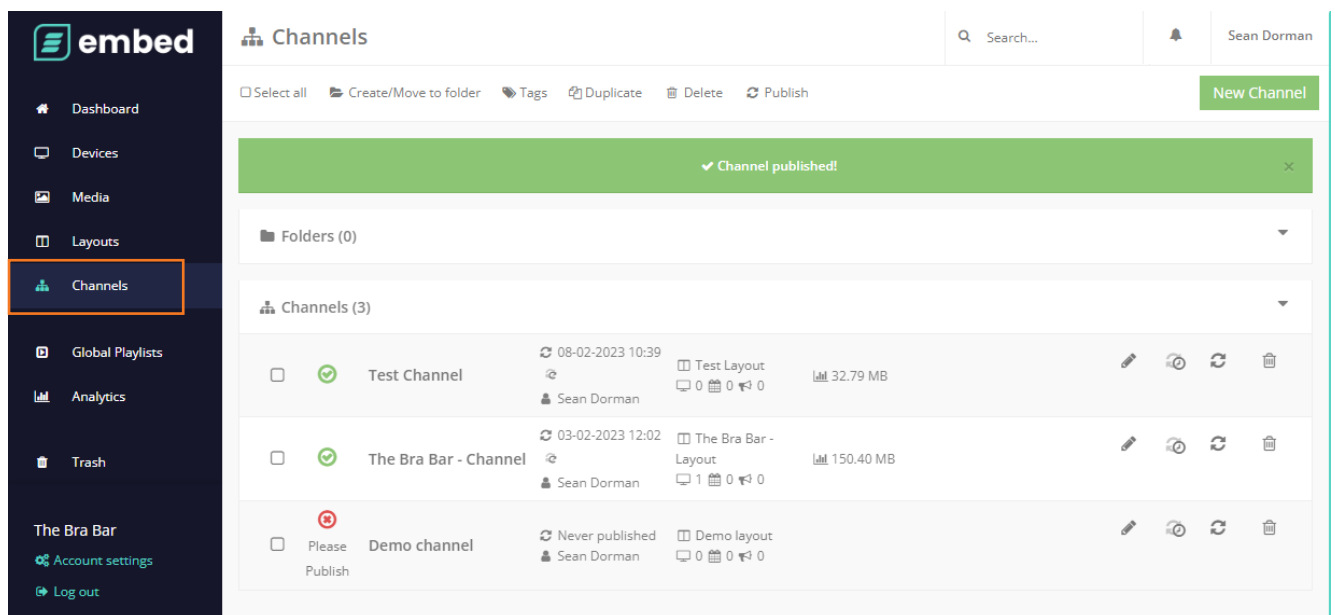 embed
Channels
Search...
Sean Dorman
Dashboard
Devices
Media
Layouts
Channels
Global Playlists
Analytics
Trash
The Bra Bar
Account settings
Log out
Select all Create/Move to folder Tags Duplicate Delete Publish
New Channel
Channel published!
Folders (0)
Channels (3)
Test Channel
08-02-2023 10:39
Sean Dorman
Test Layout
0 0 0
32.79 MB
The Bra Bar - Channel
03-02-2023 12:02
Sean Dorman
The Bra Bar -
Layout
1 0 0
150.40 MB
Please
Publish
Demo channel
Never published
Sean Dorman
Demo layout
0 0 0